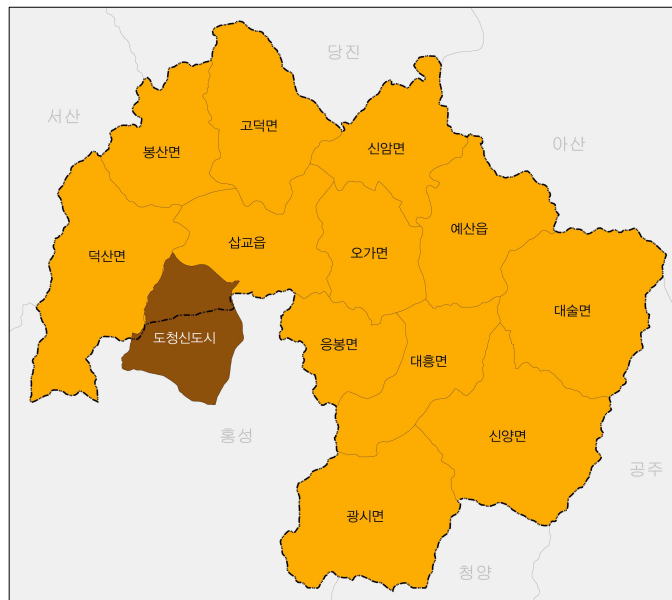 당진
서산
고덕면
아산
봉산면
신암면
예산읍
삽교읍
오가면
덕산면
대술면
도청신도시
응봉면
대흥면
홍성
신양면
공주
광시면
청양